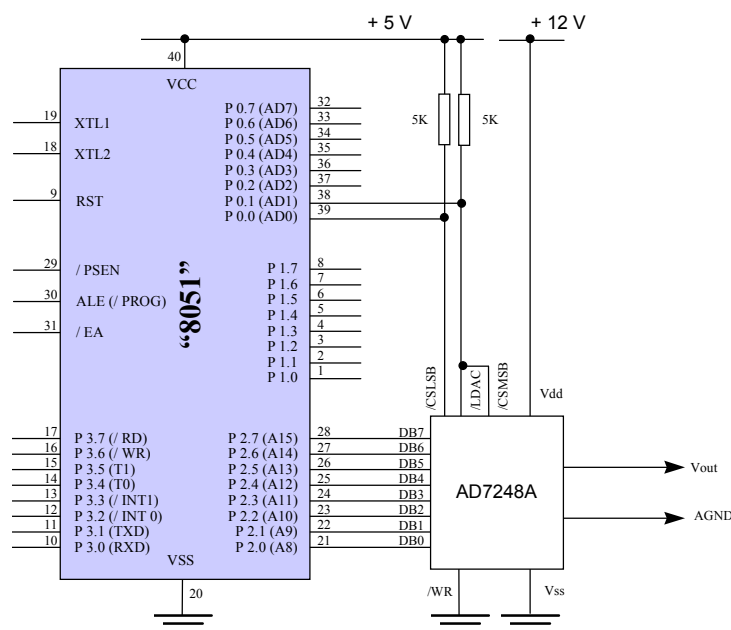 + 5 V
+ 12 V
40
VCC
19 XTL1
18 XTL2
9 RST
29 / PSEN
30 ALE (/ PROG)
31 / EA
17 P 3.7 (/ RD)
16 P 3.6 (/ WR)
15 P 3.5 (T1)
14 P 3.4 (T0)
13 P 3.3 (/ INT1)
12 P 3.2 (/ INT 0)
11 P 3.1 (TXD)
10 P 3.0 (RXD)
“8051”
P 0.7 (AD7) 32
P 0.6 (AD6) 33
P 0.5 (AD5) 34
P 0.4 (AD4) 35
P 0.3 (AD3) 36
P 0.2 (AD2) 37
P 0.1 (AD1) 38
P 0.0 (AD0) 39
P 1.7 8
P 1.6 7
P 1.5 6
P 1.4 5
P 1.3 4
P 1.2 3
P 1.1 2
P 1.0 1
P 2.7 (A15) 28 DB7
P 2.6 (A14) 27 DB6
P 2.5 (A13) 26 DB5
P 2.4 (A12) 25 DB4
P 2.3 (A11) 24 DB3
P 2.2 (A10) 23 DB2
P 2.1 (A9) 22 DB1
P 2.0 (A8) 21 DB0
VSS
20
5K
5K
/CSLSB
/LDAC
/CSMSB
Vdd
AD7248A
Vout
AGND
/WR
Vss